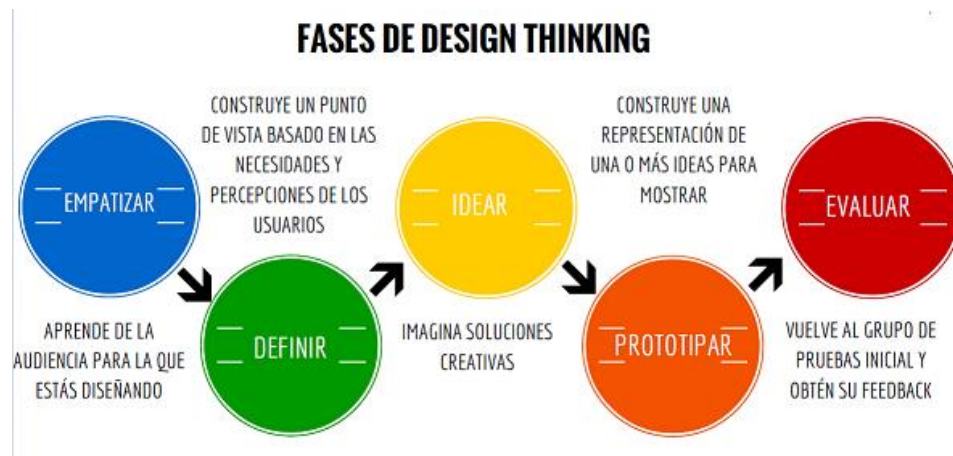 FASES DE DESIGN THINKING
EMPATIZAR
APRENDE DE LA
AUDIENCIA PARA LA QUE
ESTÁS DISEÑANDO
CONSTRUYE UN PUNTO
DE VISTA BASADO EN LAS
NECESIDADES Y
PERCEPCIONES DE LOS
USUARIOS
DEFINIR
IDEAR
IMAGINA SOLUCIONES
CREATIVAS
CONSTRUYE UNA
REPRESENTACIÓN DE
UNA O MÁS IDEAS PARA
MOSTRAR
PROTOTIPAR
EVALUAR
VUELVE AL GRUPO DE
PRUEBAS INICIAL Y
OBTÉN SU FEEDBACK